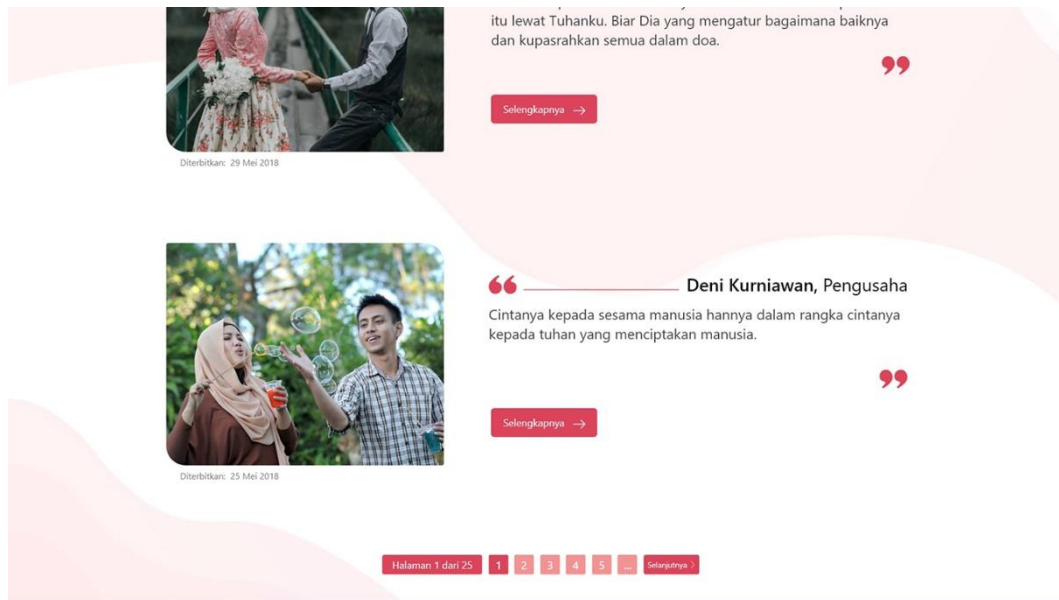 itu lewat Tuhanku. Biar Dia yang mengatur bagaimana baiknya
dan kupasrahkan semua dalam doa.
”
Selengkapnya →
Diterbitkan: 29 Mei 2018
“ Deni Kurniawan, Pengusaha
Cintanya kepada sesama manusia hannya dalam rangka cintanya
kepada tuhan yang menciptakan manusia.
”
Selengkapnya →
Diterbitkan: 25 Mei 2018
Halaman 1 dari 25 1 2 3 4 5 ... Selanjutnya >